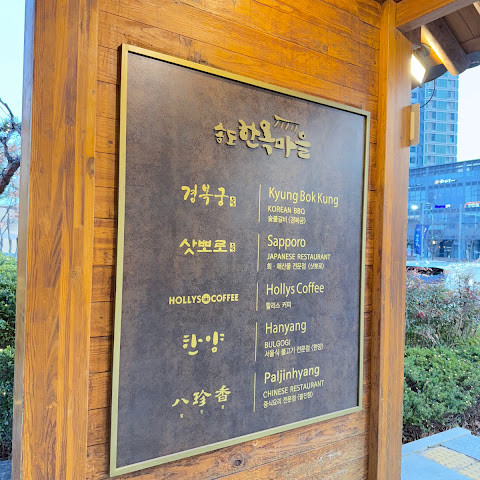 송도 한옥마을
경복궁
Kyung Bok Kung
KOREAN BBQ
숯불갈비 (경복궁)
삿뽀로
Sapporo
JAPANESE RESTAURANT
회·해산물 전문점 (삿뽀로)
HOLLYS COFFEE
Hollys Coffee
할리스 커피
한양
Hanyang
BULGOGI
서울식 불고기 전문점 (한양)
八珍香
Paljinhyang
CHINESE RESTAURANT
중식요리 전문점 (팔진향)